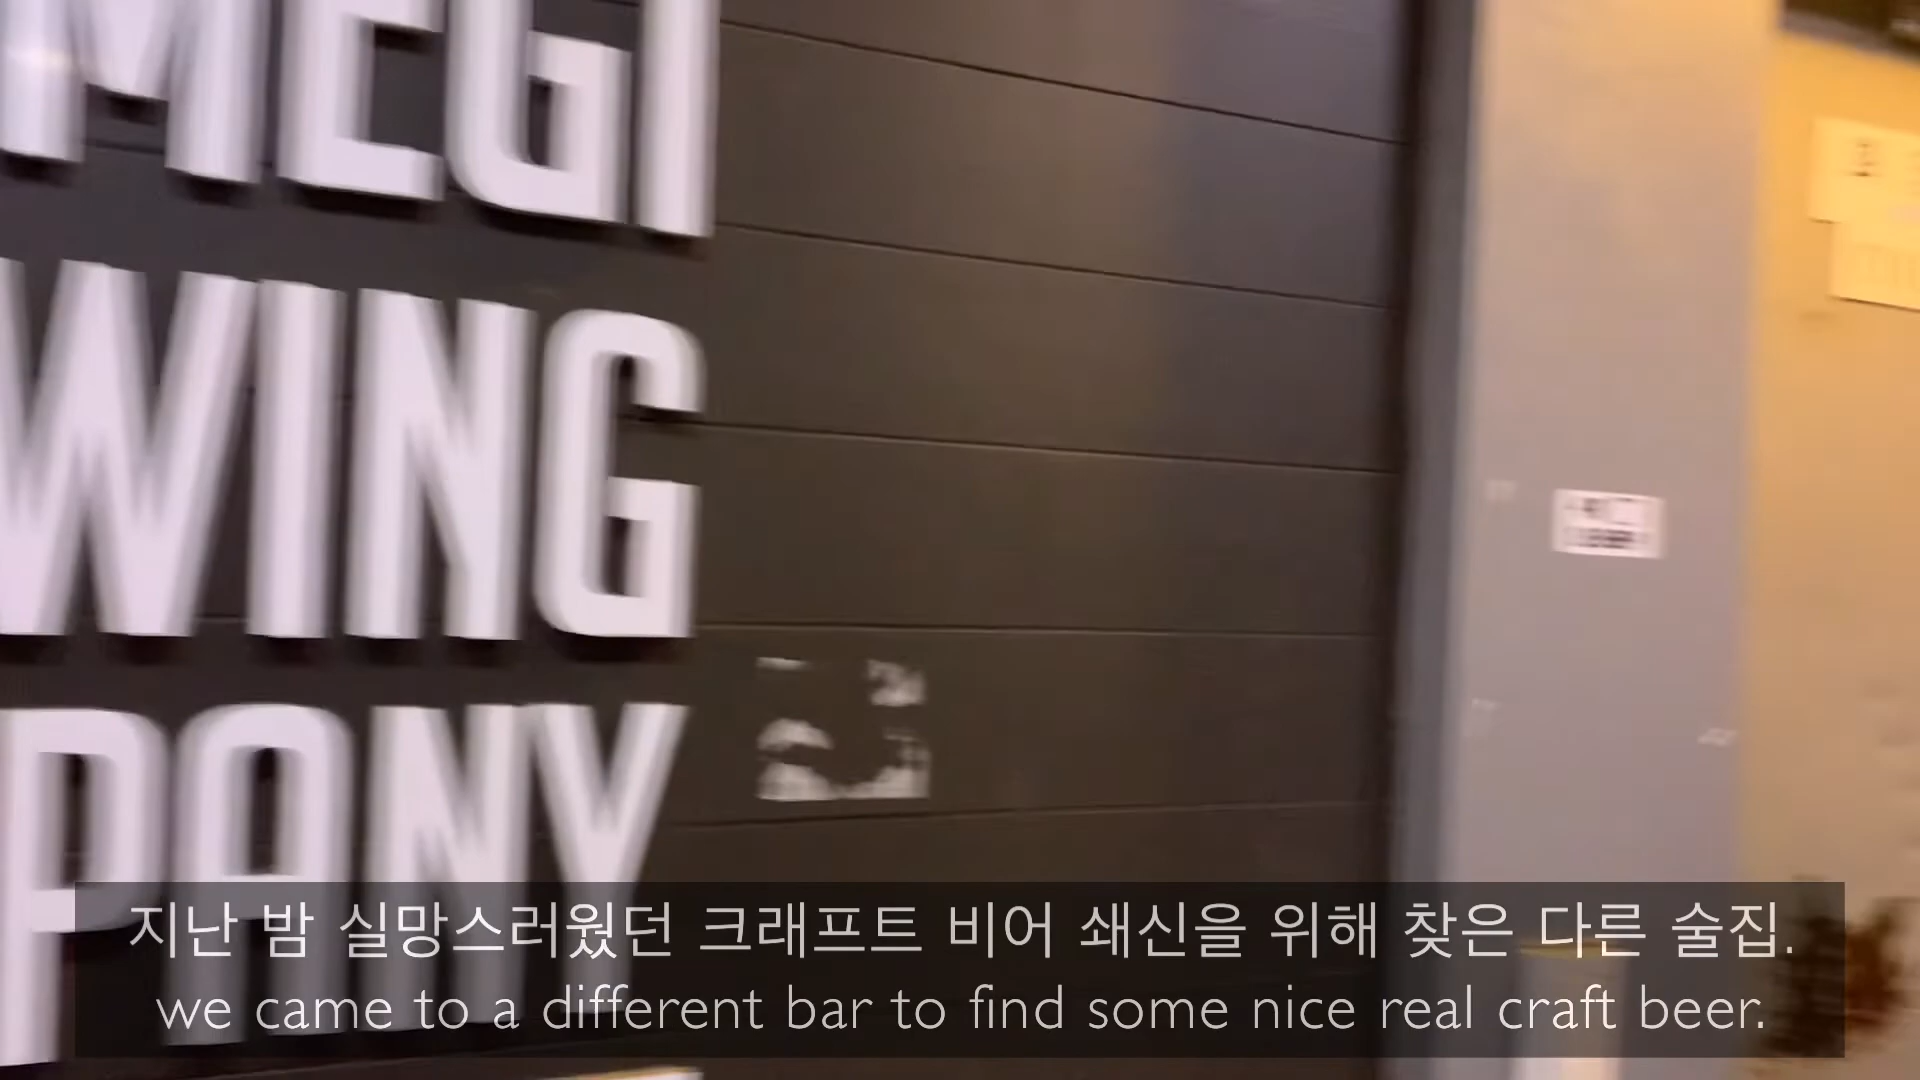 MEGI
WING
PANY
지난 밤 실망스러웠던 크래프트 비어 쇄신을 위해 찾은 다른 술집.
we came to a different bar to find some nice real craft beer.